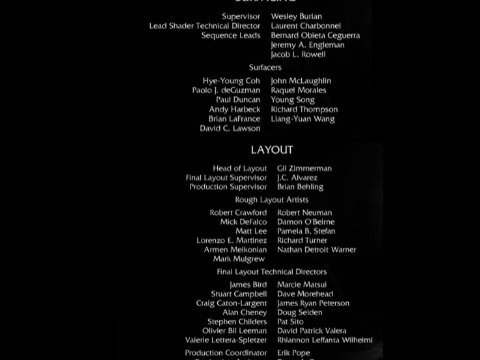 Supervisor Wesley Burian
Lead Shader Technical Director Laurent Charbonnel
Sequence Leads Bernard Obieta Ceguerra
Jeremy A. Engleman
Jacob L. Rowell
Surfacers
Hye-Young Coh John McLaughlin
Paolo J. deGuzman Raquel Morales
Paul Duncan Young Song
Andy Harbeck Richard Thompson
Brian LaFrance Liang-Yuan Wang
David C. Lawson
LAYOUT
Head of Layout Gil Zimmerman
Final Layout Supervisor J.C. Alvarez
Production Supervisor Brian Behling
Rough Layout Artists
Robert Crawford Robert Neuman
Mick DeFalco Damon O'Beirne
Matt Lee Pamela B. Stefan
Lorenzo E. Martinez Richard Turner
Armen Melkonian Nathan Detroit Warner
Mark Mulgrew
Final Layout Technical Directors
James Bird Marcie Matsui
Stuart Campbell Dave Morehead
Craig Caton-Largent James Ryan Peterson
Alan Cheney Doug Seiden
Stephen Childers Pat Sito
Olivier Bil Leeman David Patrick Valera
Valerie Lettera-Spletzer Rhiannon Leffanta Wilhelmi
Production Coordinator Erik Pope